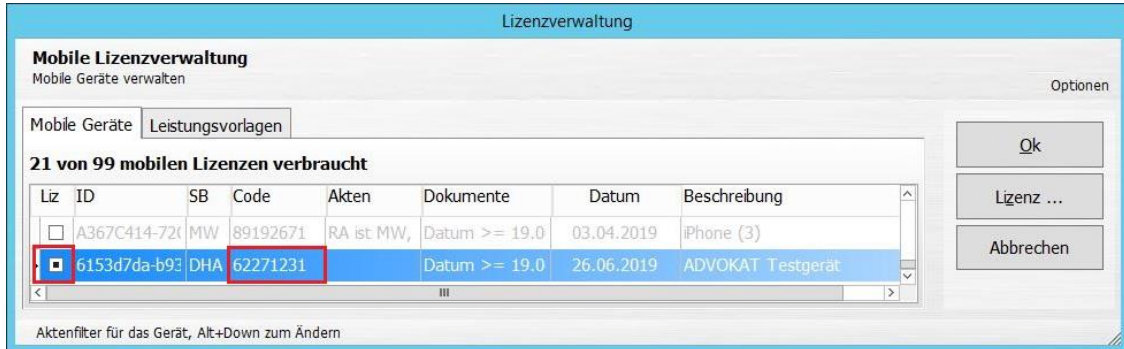 Lizenzverwaltung
Mobile Lizenzverwaltung
Mobile Geräte verwalten
Optionen
Mobile Geräte Leistungsvorlagen
21 von 99 mobilen Lizenzen verbraucht
Liz ID SB Code Akten Dokumente Datum Beschreibung
A367C414-720 MW 89192671 RA ist MW, Datum >= 19.0 03.04.2019 iPhone (3)
6153d7da-b93 DHA 62271231 Datum >= 19.0 26.06.2019 ADVOKAT Testgerät
Ok
Lizenz ...
Abbrechen
Aktenfilter für das Gerät, Alt+Down zum Ändern